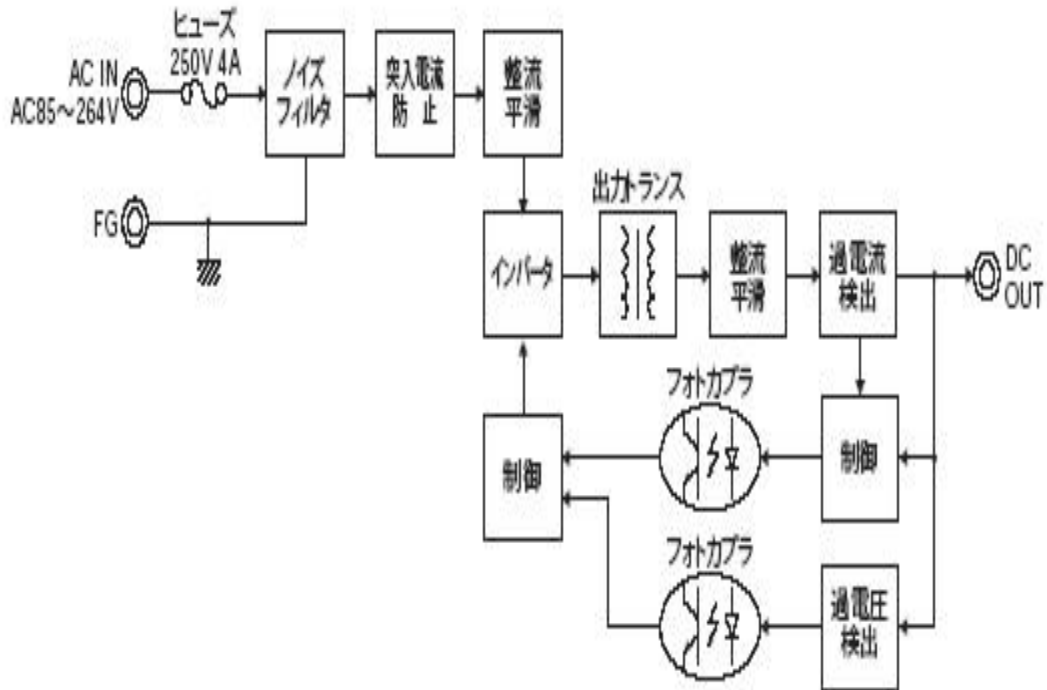 ヒューズ
250V 4A
AC IN
AC85〜264V
ノイズ
フィルタ
突入電流
防 止
整流
平滑
FG
インバータ
出力トランス
整流
平滑
過電流
検出
DC
OUT
フォトカプラ
制御
制御
フォトカプラ
過電圧
検出